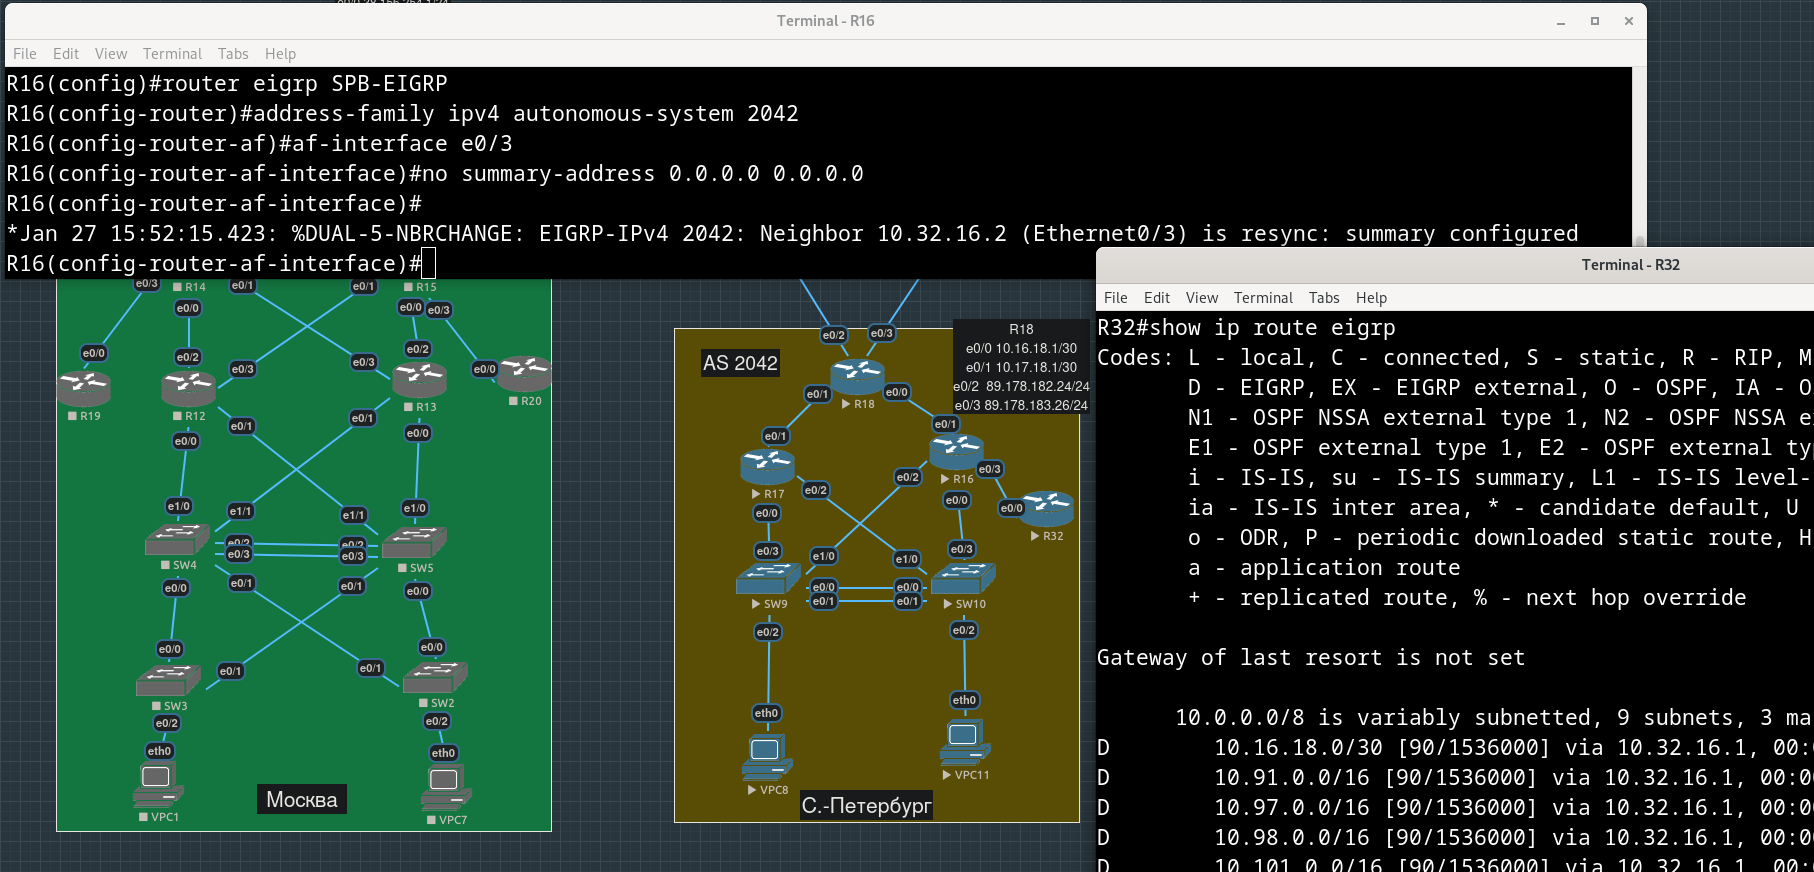 Terminal - R16
File Edit View Terminal Tabs Help
R16(config)#router eigrp SPB-EIGRP
R16(config-router)#address-family ipv4 autonomous-system 2042
R16(config-router-af)#af-interface e0/3
R16(config-router-af-interface)#no summary-address 0.0.0.0 0.0.0.0
R16(config-router-af-interface)#
*Jan 27 15:52:15.423: %DUAL-5-NBRCHANGE: EIGRP-IPv4 2042: Neighbor 10.32.16.2 (Ethernet0/3) is resync: summary configured
R16(config-router-af-interface)#
e0/3 R14 e0/1 e0/1 R15
e0/0 e0/0 e0/3
e0/0 e0/2 e0/3 e0/3 e0/2 e0/0
R19 R12 R13 R20
e0/1 e0/1
e0/0 e0/0
e1/0 e1/1 e1/1 e1/0
e0/2 e0/2
e0/3 e0/3
SW4 SW5
e0/0 e0/1 e0/1 e0/0
e0/0 e0/1 e0/1 e0/0
SW3 SW2
e0/2 e0/2
eth0 eth0
VPC1 VPC7
Москва
AS 2042
e0/2 e0/3
R18
e0/0 10.16.18.1/30
e0/1 10.17.18.1/30
e0/2 89.178.182.24/24
e0/3 89.178.183.26/24
e0/1 R18 e0/0
e0/1 e0/1
R17 e0/2 e0/2 R16 e0/3
e0/0 e0/0 e0/0
R32
e0/3 e1/0 e1/0 e0/3
e0/0 e0/0
e0/1 e0/1
SW9 SW10
e0/2 e0/2
eth0 eth0
VPC8 VPC11
С.-Петербург
Terminal - R32
File Edit View Terminal Tabs Help
R32#show ip route eigrp
Codes: L - local, C - connected, S - static, R - RIP, M
D - EIGRP, EX - EIGRP external, O - OSPF, IA - O
N1 - OSPF NSSA external type 1, N2 - OSPF NSSA e
E1 - OSPF external type 1, E2 - OSPF external ty
i - IS-IS, su - IS-IS summary, L1 - IS-IS level-
ia - IS-IS inter area, * - candidate default, U
o - ODR, P - periodic downloaded static route, H
a - application route
+ - replicated route, % - next hop override
Gateway of last resort is not set
10.0.0.0/8 is variably subnetted, 9 subnets, 3 ma
D 10.16.18.0/30 [90/1536000] via 10.32.16.1, 00:
D 10.91.0.0/16 [90/1536000] via 10.32.16.1, 00:
D 10.97.0.0/16 [90/1536000] via 10.32.16.1, 00:
D 10.98.0.0/16 [90/1536000] via 10.32.16.1, 00:
D 10.101.0.0/16 [90/1536000] via 10.32.16.1, 00: